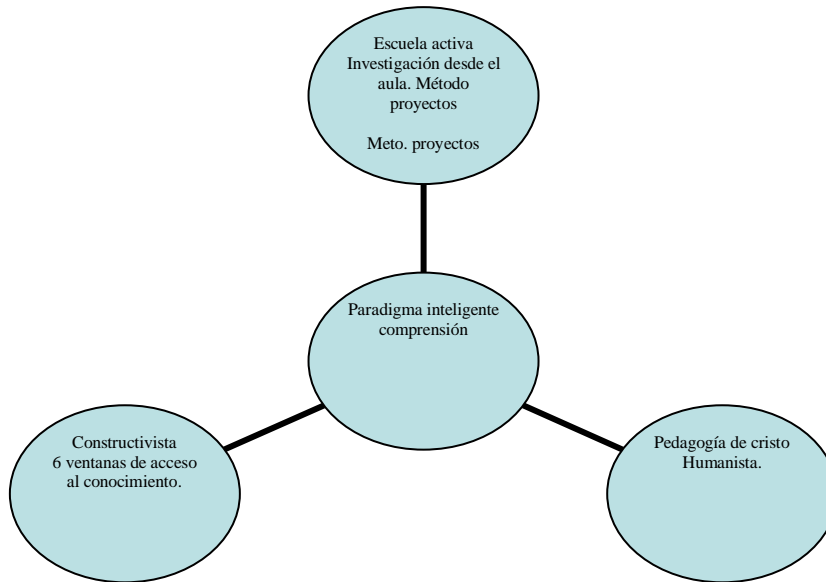 Escuela activa
Investigación desde el
aula. Método
proyectos
Meto. proyectos
Paradigma inteligente
comprensión
Constructivista
6 ventanas de acceso
al conocimiento.
Pedagogía de cristo
Humanista.